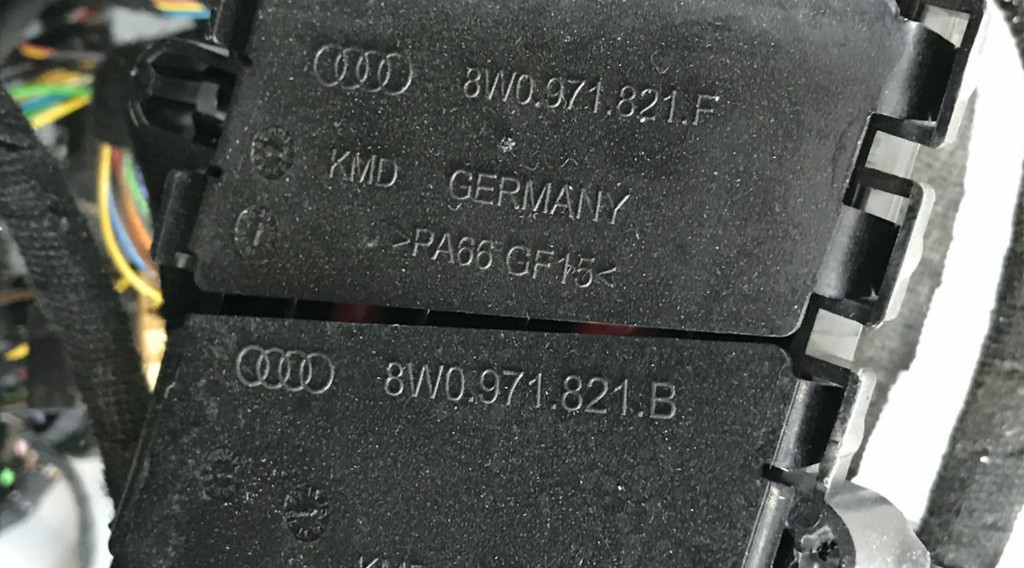 8W0.971.821.F
KMD GERMANY
>PA66 GF15<
8W0.971.821.B